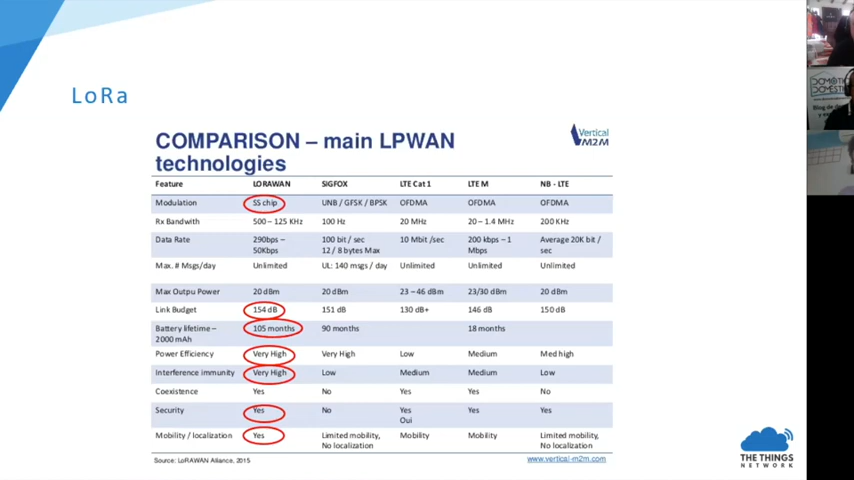 LoRa
COMPARISON – main LPWAN
technologies
Vertical
M2M
Feature LORAWAN SIGFOX LTE Cat 1 LTE M NB - LTE
Modulation SS chip UNB / GFSK / BPSK OFDMA OFDMA OFDMA
Rx Bandwith 500 – 125 KHz 100 Hz 20 MHz 20 – 1.4 MHz 200 KHz
Data Rate 290bps – 100 bit / sec 10 Mbit /sec 200 kbps – 1 Average 20K bit /
50Kbps 12 / 8 bytes Max Mbps sec
Max. # Msgs/day Unlimited UL: 140 msgs / day Unlimited Unlimited Unlimited
Max Outpu Power 20 dBm 20 dBm 23 – 46 dBm 23/30 dBm 20 dBm
Link Budget 154 dB 151 dB 130 dB+ 146 dB 150 dB
Battery lifetime – 105 months 90 months 18 months
2000 mAh
Power Efficiency Very High Very High Low Medium Med high
Interference immunity Very High Low Medium Medium Low
Coexistence Yes No Yes Yes No
Security Yes No Yes Yes Yes
Oui
Mobility / localization Yes Limited mobility, Mobility Mobility Limited mobility,
No localization No localization
Source: LoRAWAN Alliance, 2015 www.vertical-m2m.com
THE THINGS
NETWORK